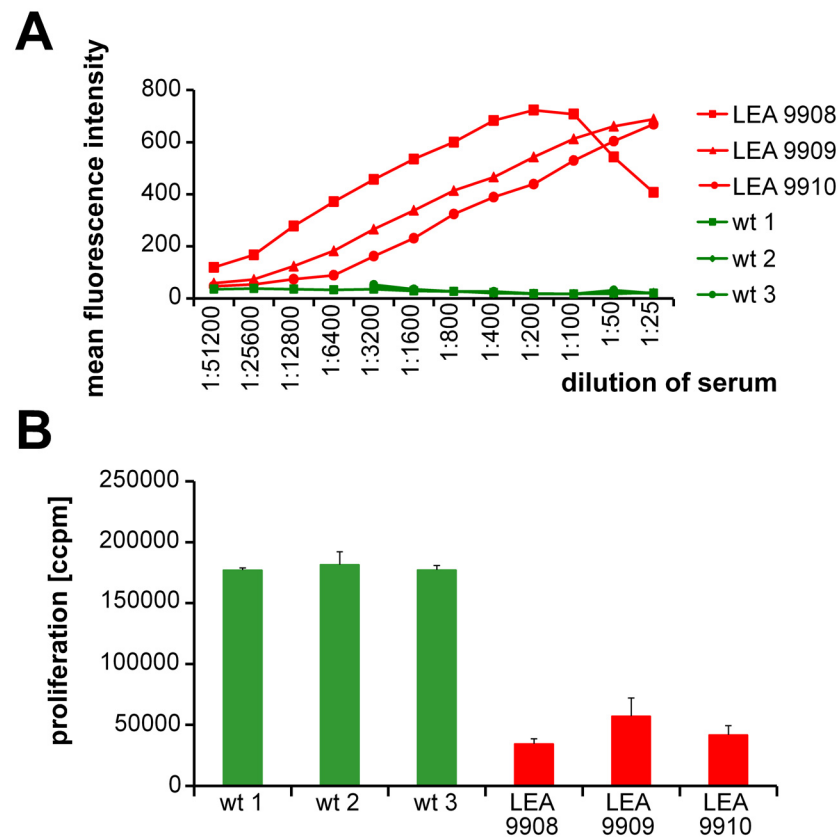 A
mean fluorescence intensity
800
600
400
200
0
1:51200
1:25600
1:12800
1:6400
1:3200
1:1600
1:800
1:400
1:200
1:100
1:50
1:25
dilution of serum
LEA 9908
LEA 9909
LEA 9910
wt 1
wt 2
wt 3
B
proliferation [ccpm]
250000
200000
150000
100000
50000
0
wt 1
wt 2
wt 3
LEA
9908
LEA
9909
LEA
9910